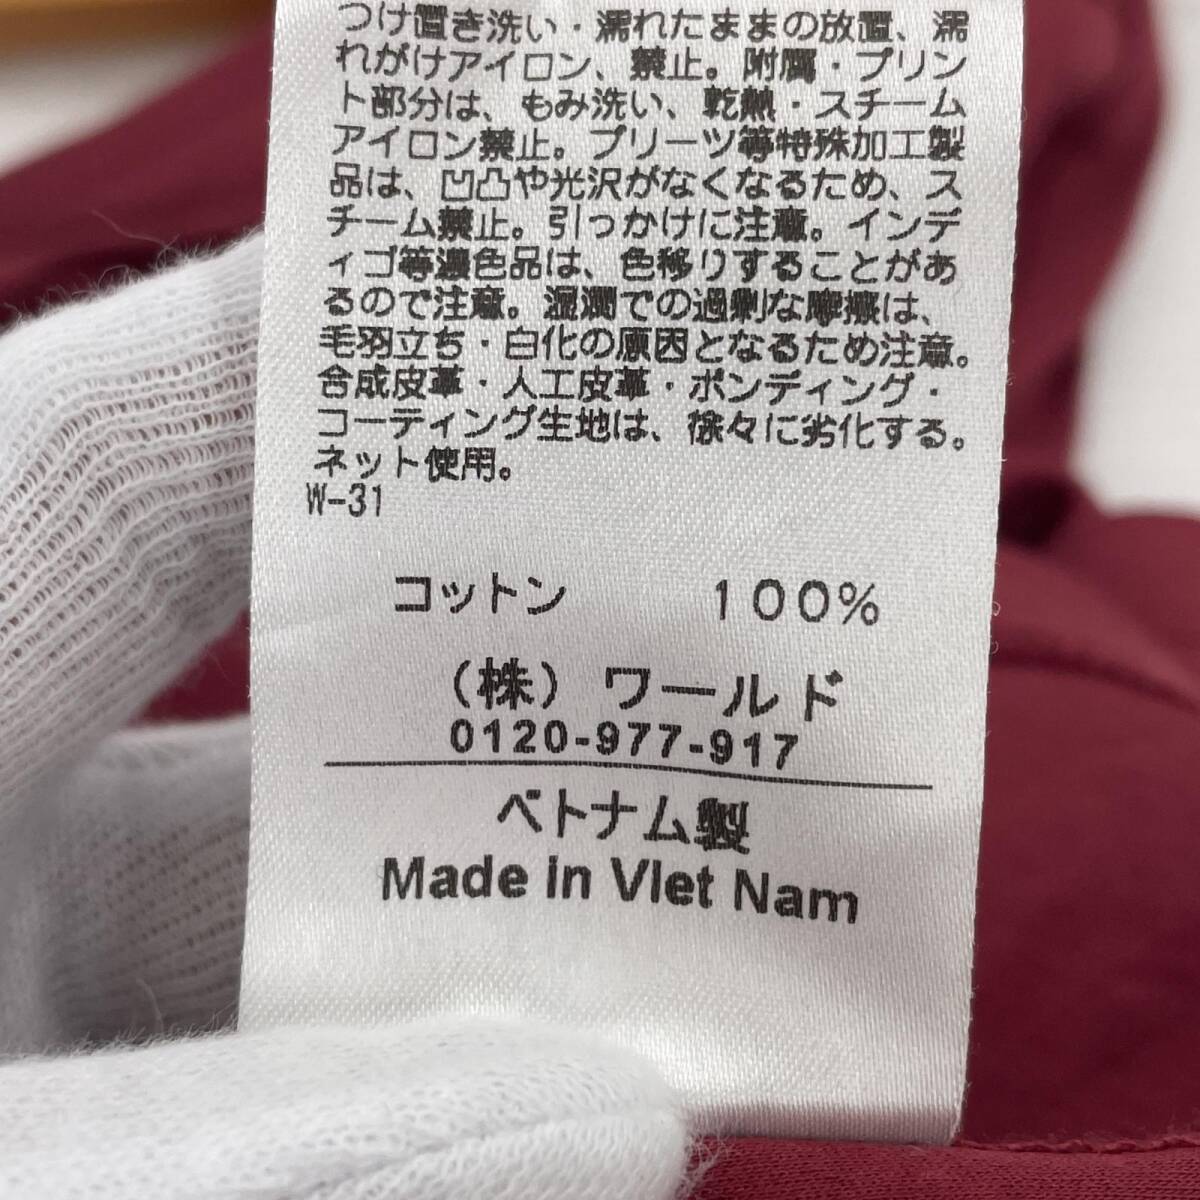 つけ置き洗い・濡れたままの放置、濡
れがけアイロン、禁止。附属・プリン
ト部分は、もみ洗い、乾熱・スチーム
アイロン禁止。プリーツ等特殊加工製
品は、凹凸や光沢がなくなるため、ス
チーム禁止。引っかけに注意。インデ
ィゴ等濃色品は、色移りすることがあ
るので注意。湿潤での過剰な摩擦は、
毛羽立ち・白化の原因となるため注意。
合成皮革・人工皮革・ボンディング・
コーティング生地は、徐々に劣化する。
ネット使用。
W-31
コットン 100%
(株)ワールド
0120-977-917
ベトナム製
Made in Viet Nam